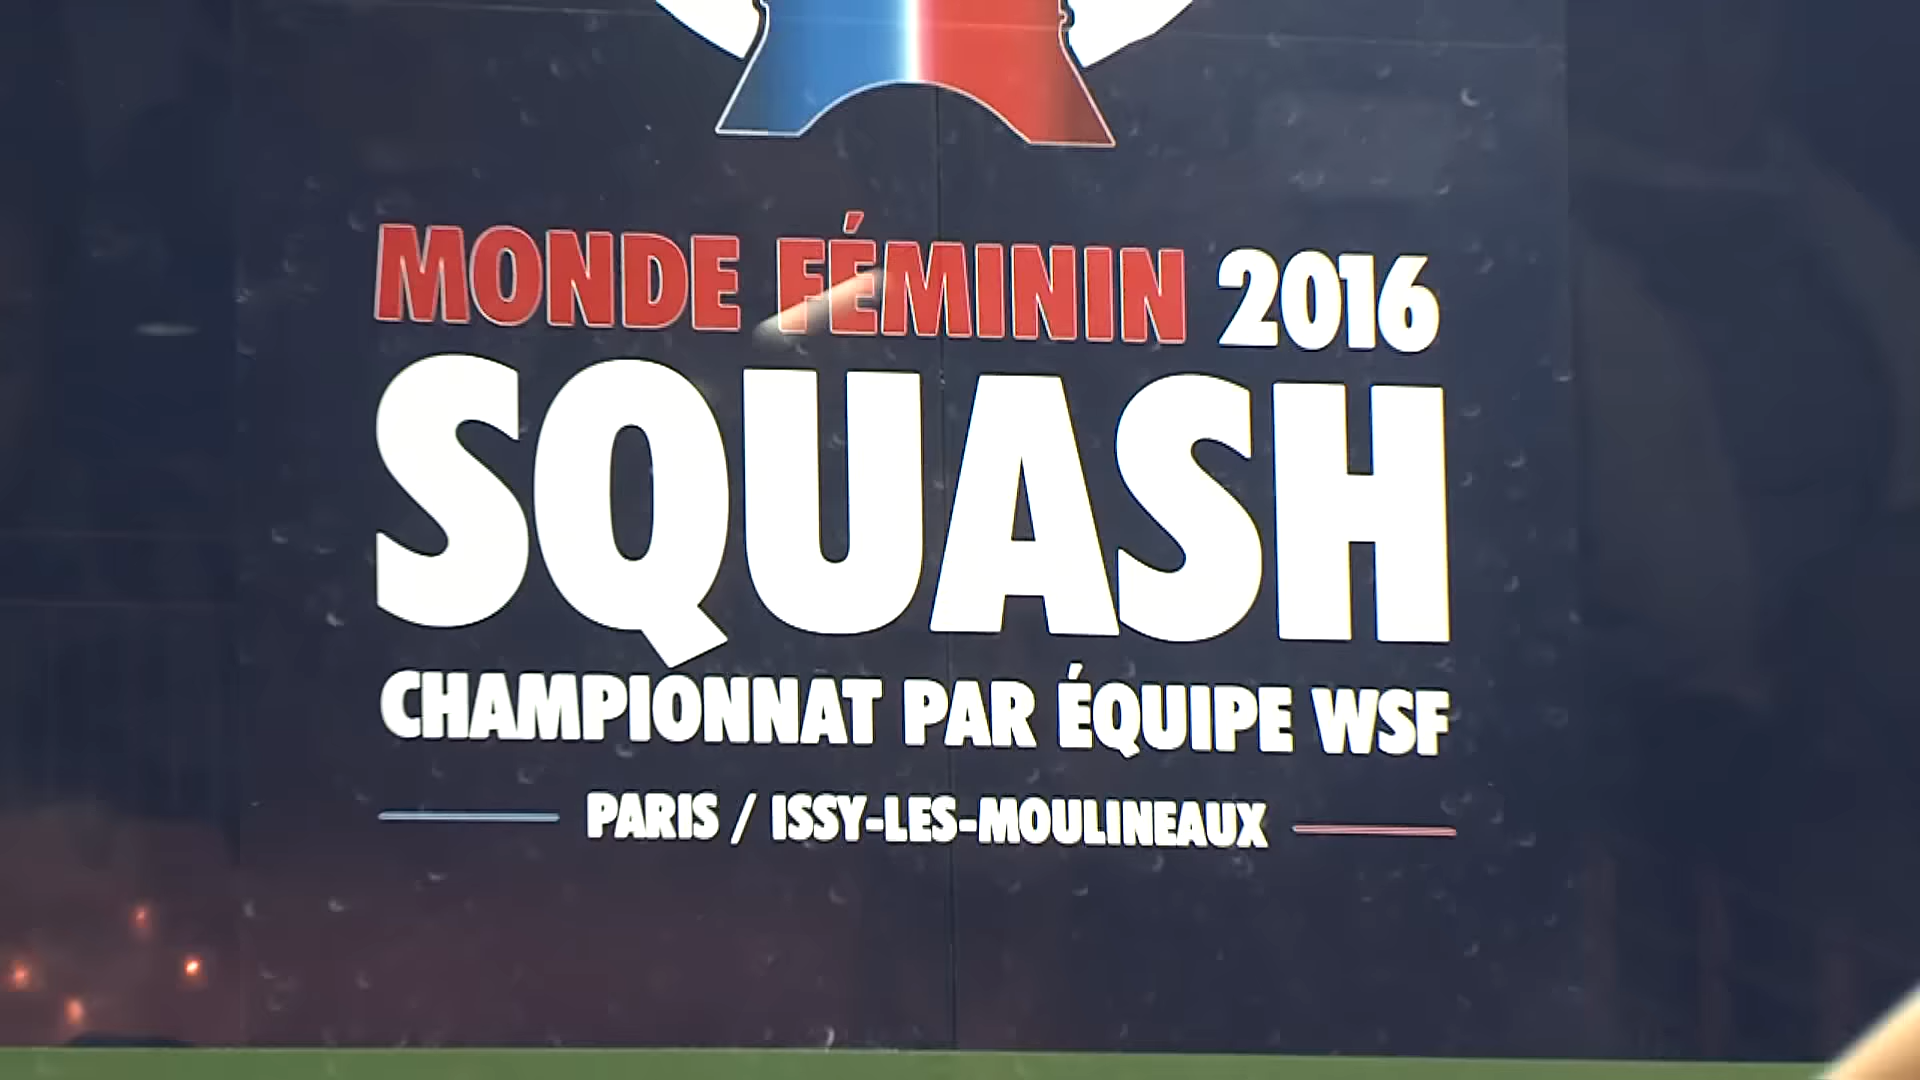 MONDE FÉMININ 2016
SQUASH
CHAMPIONNAT PAR ÉQUIPE WSF
PARIS / ISSY-LES-MOULINEAUX